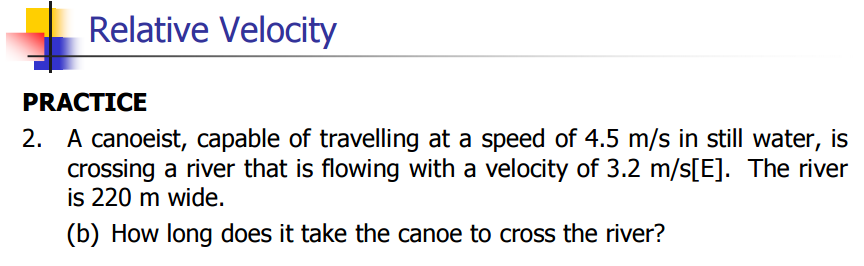 Relative Velocity
PRACTICE
2. A canoeist, capable of travelling at a speed of 4.5 m/s in still water, is
crossing a river that is flowing with a velocity of 3.2 m/s[E]. The river
is 220 m wide.
(b) How long does it take the canoe to cross the river?